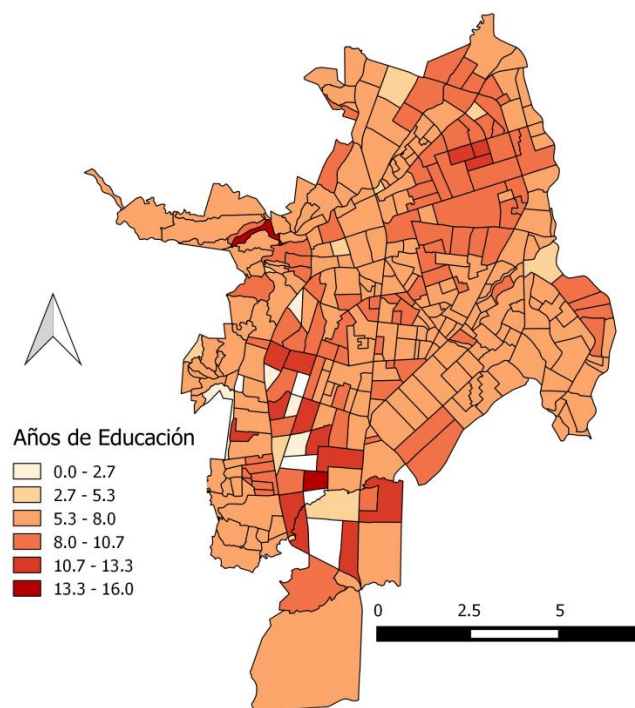 Años de Educación
0.0 - 2.7
2.7 - 5.3
5.3 - 8.0
8.0 - 10.7
10.7 - 13.3
13.3 - 16.0
0 2.5 5